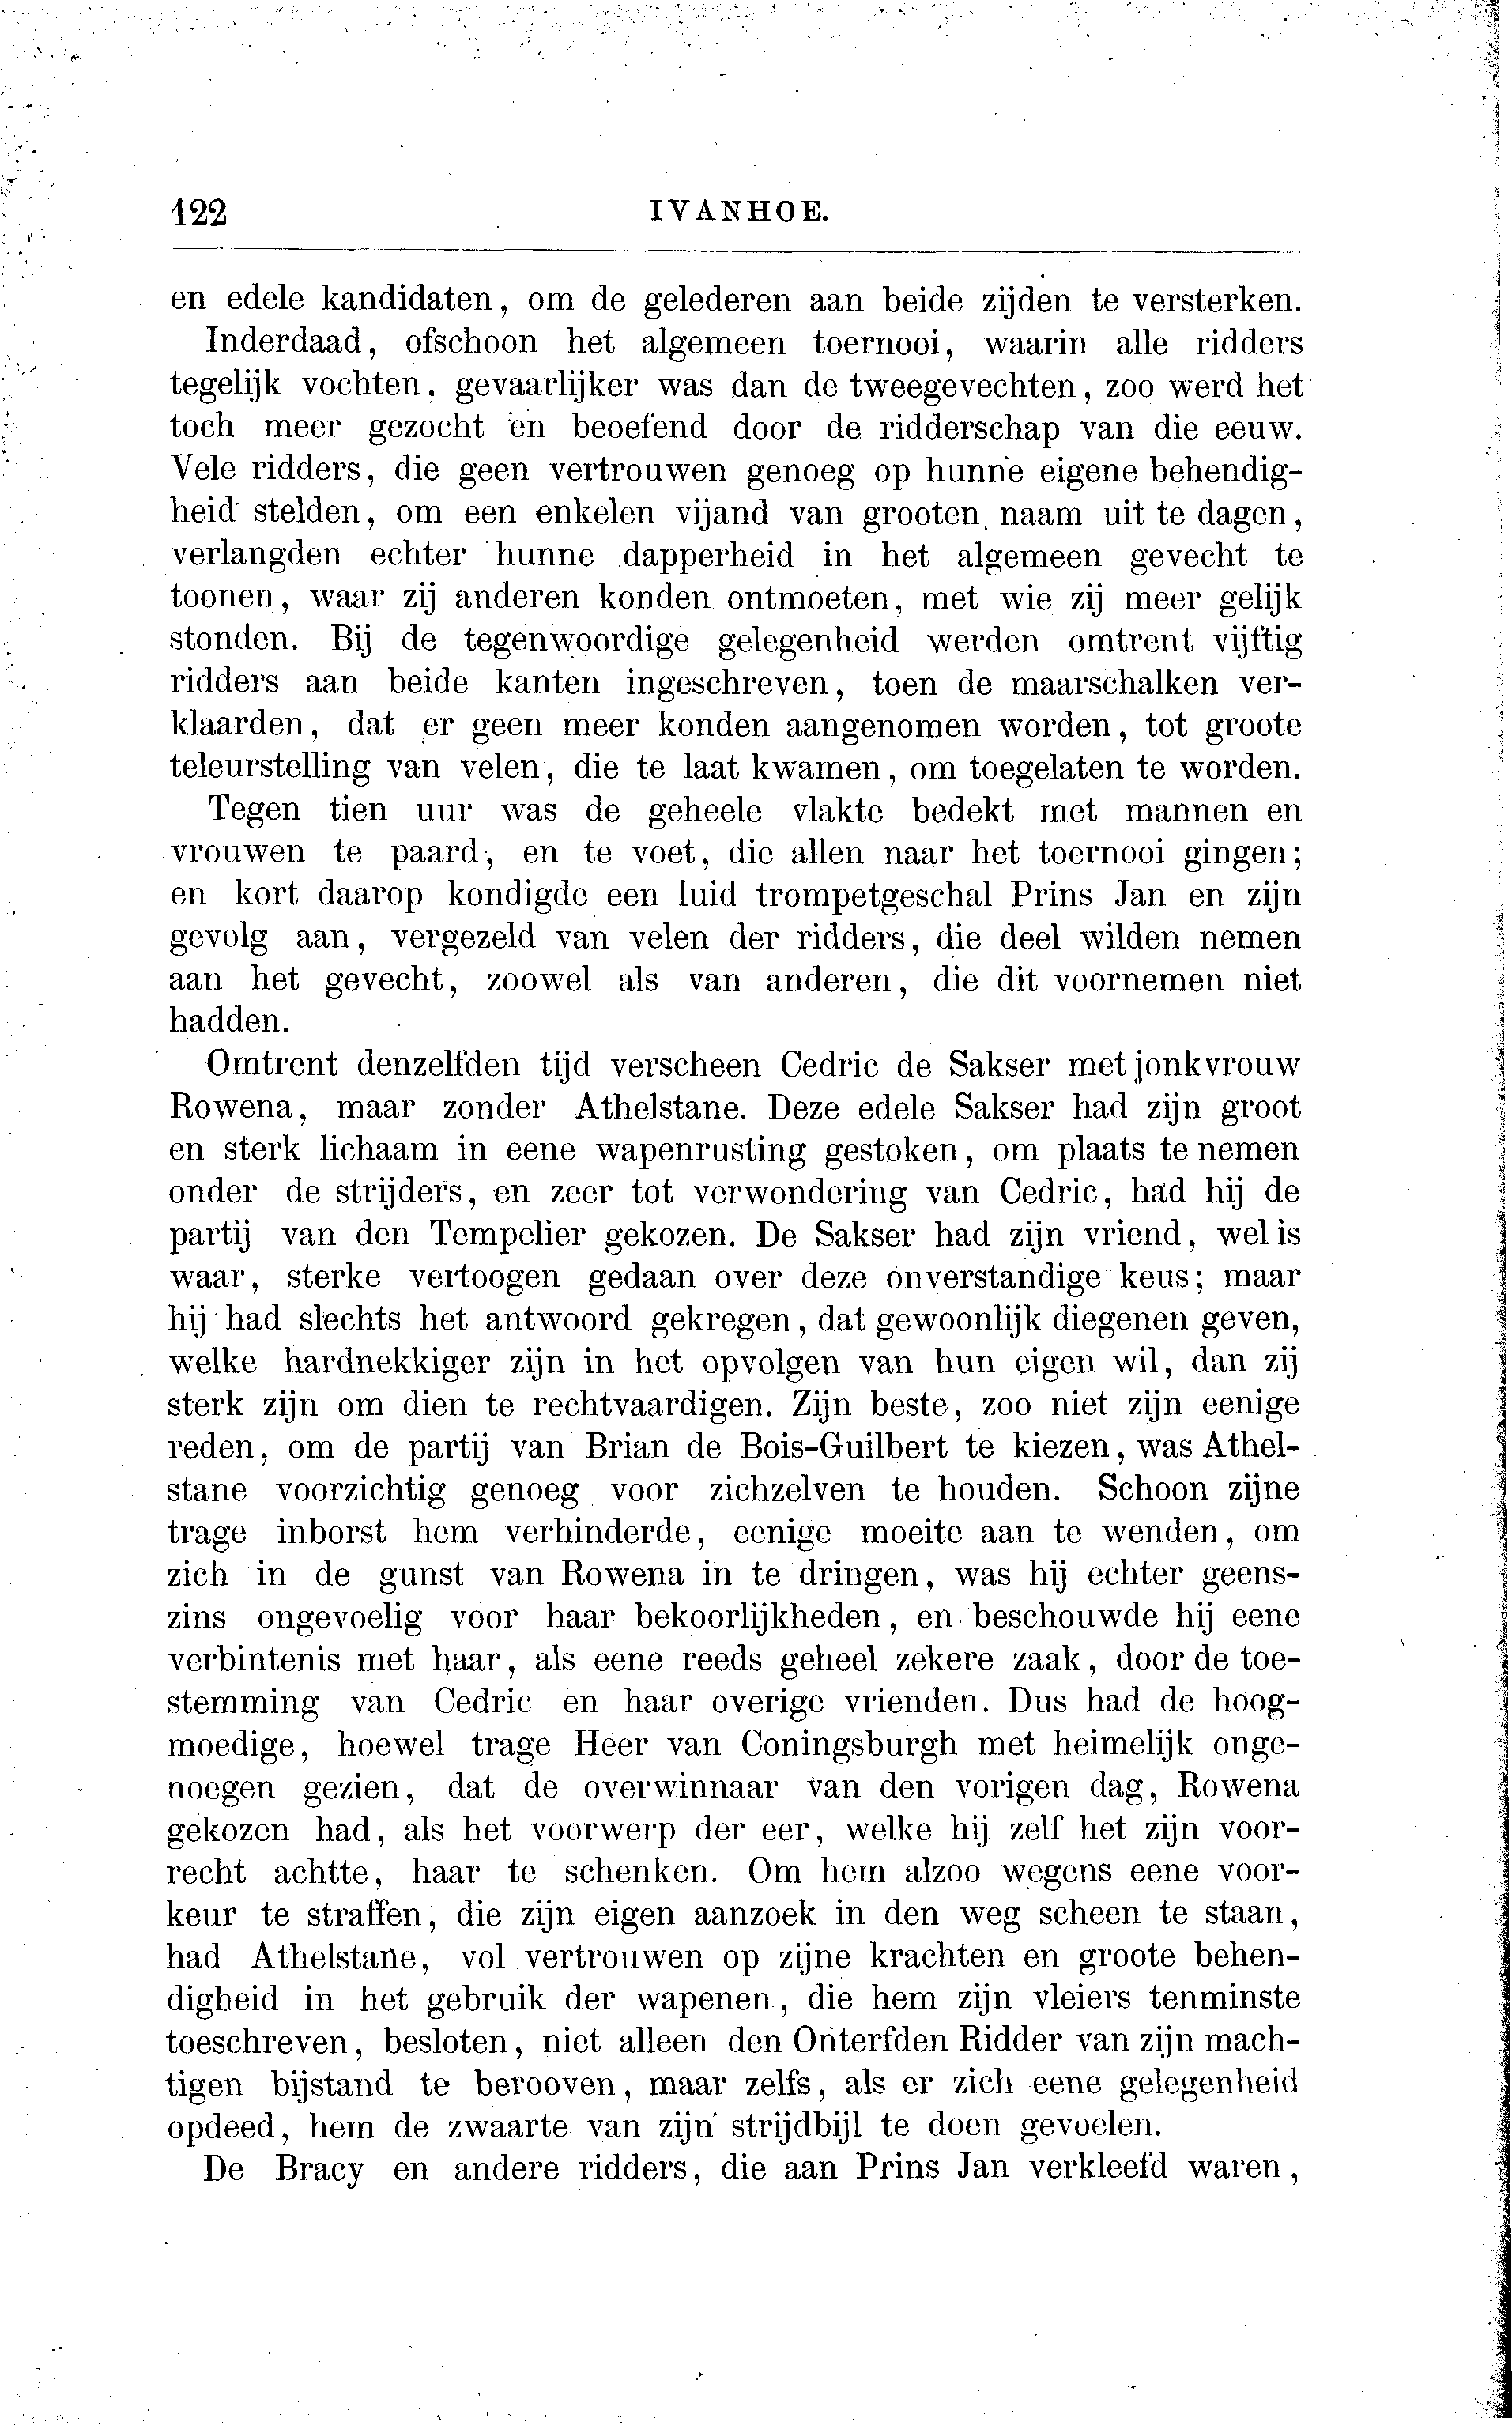 122
IVANHOE.
en edele kandidaten, om de gelederen aan beide zijden te versterken.
Inderdaad, ofschoon het algemeen toernooi, waarin alle ridders
tegelijk vochten, gevaarlijker was dan de tweegevechten, zoo werd het
toch meer gezocht en beoefend door de ridderschap van die eeuw.
Vele ridders, die geen vertrouwen genoeg op hunne eigene behendig-
heid stelden, om een enkelen vijand van grooten naam uit te dagen,
verlangden echter hunne dapperheid in het algemeen gevecht te
toonen, waar zij anderen konden ontmoeten, met wie zij meer gelijk
stonden. Bij de tegenwoordige gelegenheid werden omtrent vijftig
ridders aan beide kanten ingeschreven, toen de maarschalken ver-
klaarden, dat er geen meer konden aangenomen worden, tot groote
teleurstelling van velen, die te laat kwamen, om toegelaten te worden.
Tegen tien uur was de geheele vlakte bedekt met mannen en
vrouwen te paard, en te voet, die allen naar het toernooi gingen;
en kort daarop kondigde een luid trompetgeschal Prins Jan en zijn
gevolg aan, vergezeld van velen der ridders, die deel wilden nemen
aan het gevecht, zoowel als van anderen, die dit voornemen niet
hadden.
Omtrent denzelfden tijd verscheen Cedric de Sakser met jonkvrouw
Rowena, maar zonder Athelstane. Deze edele Sakser had zijn groot
en sterk lichaam in eene wapenrusting gestoken, om plaats te nemen
onder de strijders, en zeer tot verwondering van Cedric, had hij de
partij van den Tempelier gekozen. De Sakser had zijn vriend, wel is
waar, sterke vertoogen gedaan over deze onverstandige keus; maar
hij had slechts het antwoord gekregen, dat gewoonlijk diegenen geven,
welke hardnekkiger zijn in het opvolgen van hun eigen wil, dan zij
sterk zijn om dien te rechtvaardigen. Zijn beste, zoo niet zijn eenige
reden, om de partij van Brian de Bois-Guilbert te kiezen, was Athel-
stane voorzichtig genoeg voor zichzelven te houden. Schoon zijne
trage inborst hem verhinderde, eenige moeite aan te wenden, om
zich in de gunst van Rowena in te dringen, was hij echter geens-
zins ongevoelig voor haar bekoorlijkheden, en beschouwde hij eene
verbintenis met haar, als eene reeds geheel zekere zaak, door de toe-
stemming van Cedric en haar overige vrienden. Dus had de hoog-
moedige, hoewel trage Heer van Coningsburgh met heimelijk onge-
noegen gezien, dat de overwinnaar van den vorigen dag, Rowena
gekozen had, als het voorwerp der eer, welke hij zelf het zijn voor-
recht achtte, haar te schenken. Om hem alzoo wegens eene voor-
keur te straffen, die zijn eigen aanzoek in den weg scheen te staan,
had Athelstane, vol vertrouwen op zijne krachten en groote behen-
digheid in het gebruik der wapenen, die hem zijn vleiers tenminste
toeschreven, besloten, niet alleen den Onterfden Ridder van zijn mach-
tigen bijstand te berooven, maar zelfs, als er zich eene gelegenheid
opdeed, hem de zwaarte van zijn strijdbijl te doen gevoelen.
De Bracy en andere ridders, die aan Prins Jan verkleefd waren,